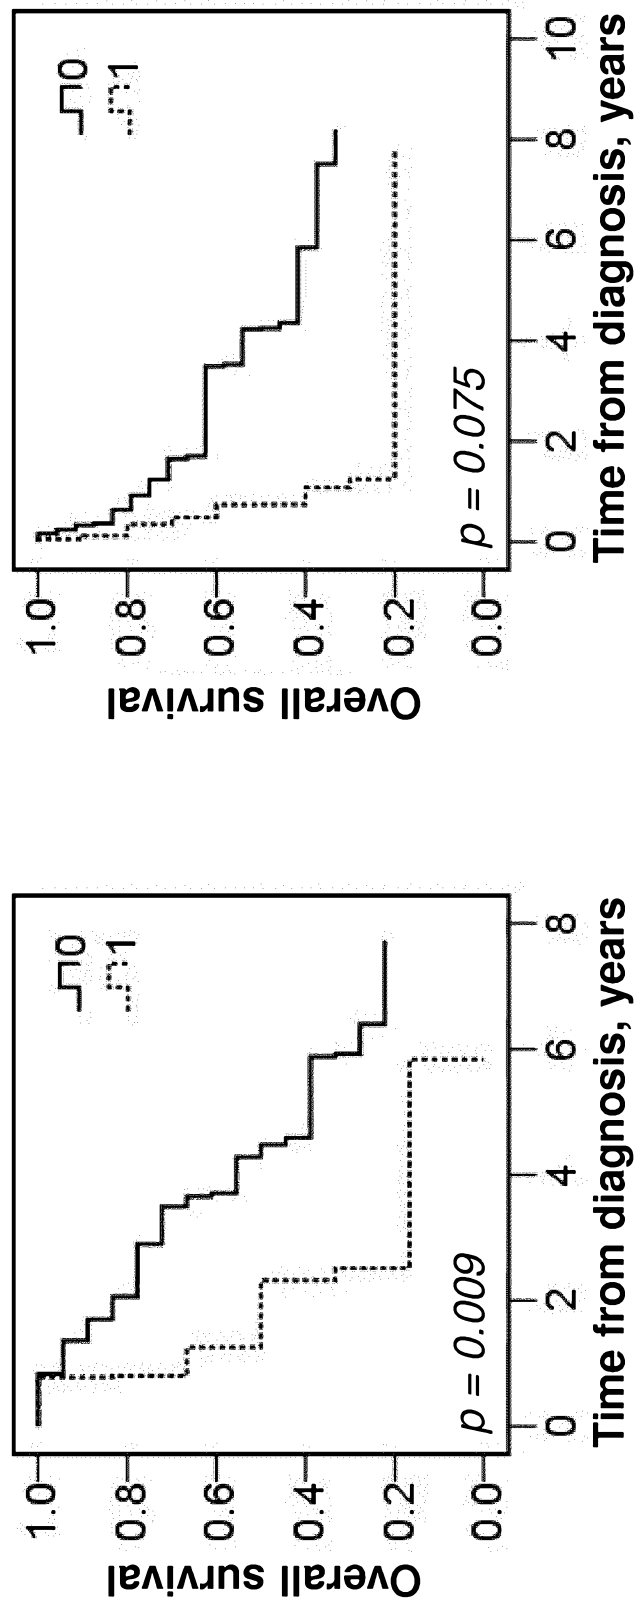 Overall survival
1.0
0.8
0.6
0.4
0.2
0.0
0
1
p = 0.009
0 2 4 6 8
Time from diagnosis, years
Overall survival
1.0
0.8
0.6
0.4
0.2
0.0
0
1
p = 0.075
0 2 4 6 8 10
Time from diagnosis, years